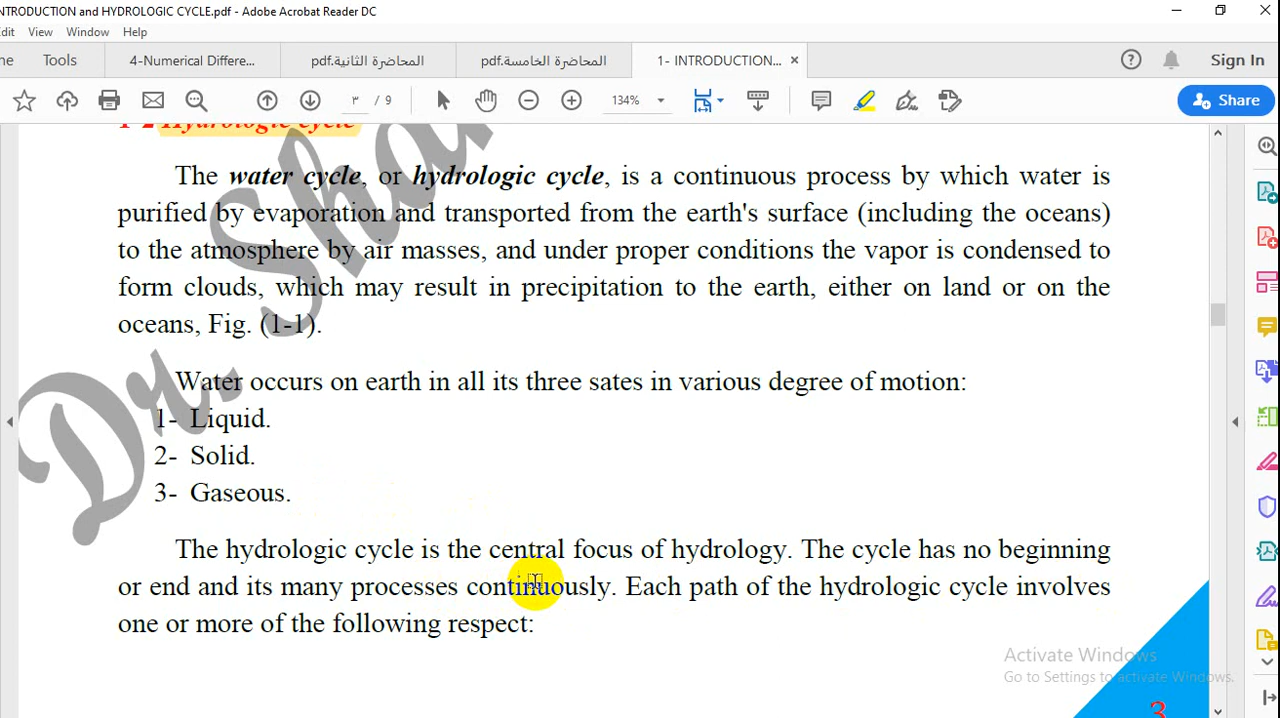 INTRODUCTION and HYDROLOGIC CYCLE.pdf - Adobe Acrobat Reader DC
Edit View Window Help
Tools 4-Numerical Differe... المحاضرة الثانية.pdf المحاضرة الخامسة.pdf 1- INTRODUCTION... × Sign In
٣ / 9 134% Share
1-2 Hydrologic cycle
The water cycle, or hydrologic cycle, is a continuous process by which water is
purified by evaporation and transported from the earth's surface (including the oceans)
to the atmosphere by air masses, and under proper conditions the vapor is condensed to
form clouds, which may result in precipitation to the earth, either on land or on the
oceans, Fig. (1-1).
Water occurs on earth in all its three sates in various degree of motion:
1- Liquid.
2- Solid.
3- Gaseous.
The hydrologic cycle is the central focus of hydrology. The cycle has no beginning
or end and its many processes continuously. Each path of the hydrologic cycle involves
one or more of the following respect:
Dr.
Activate Windows
Go to Settings to activate Windows.
3